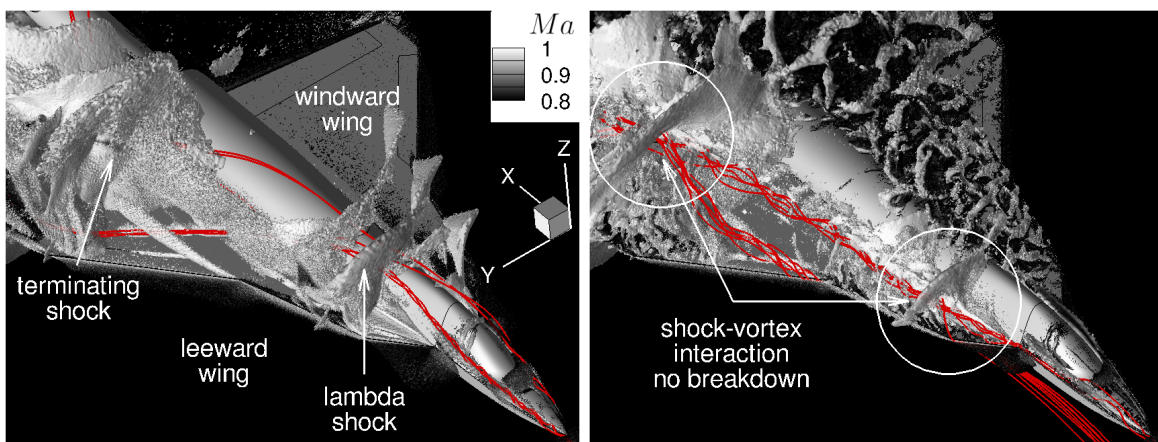 Ma
1
0.9
0.8
windward
wing
Z
X
Y
terminating
shock
leeward
wing
lambda
shock
shock-vortex
interaction
no breakdown